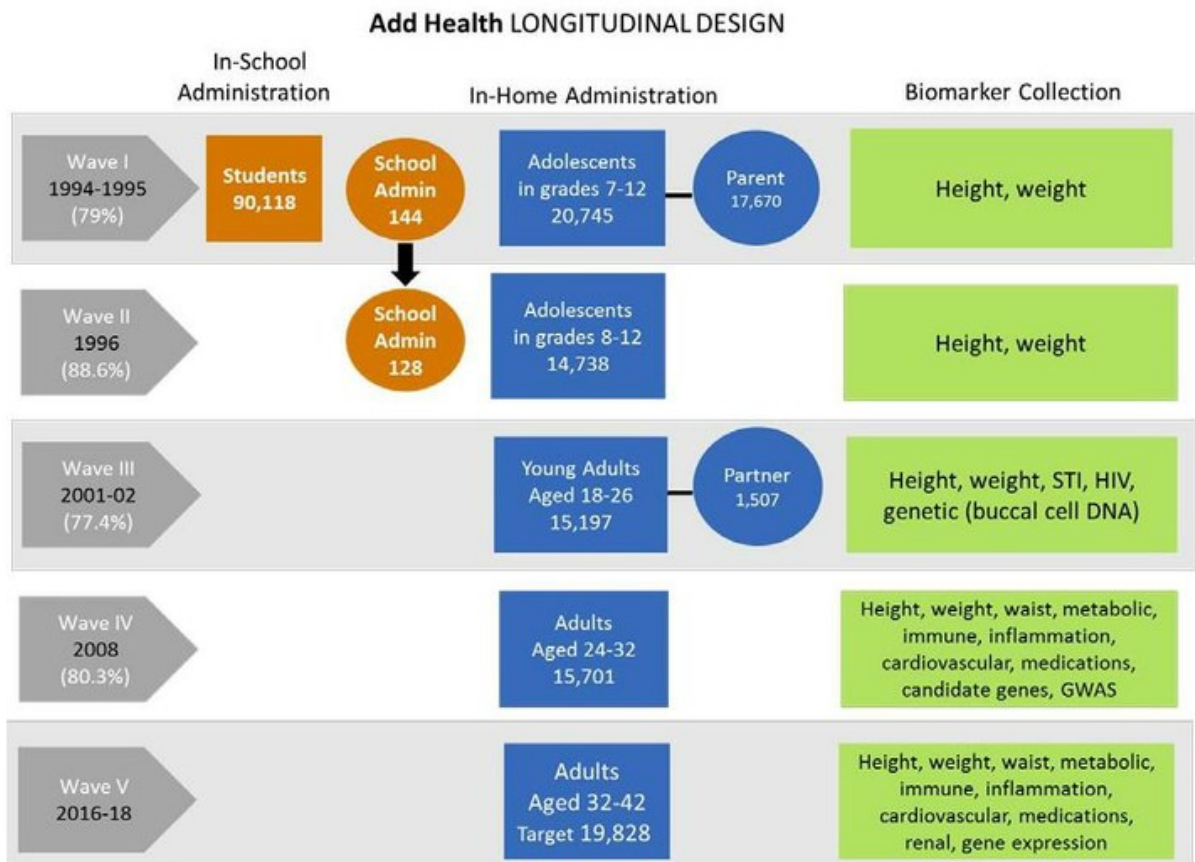 Add Health LONGITUDINAL DESIGN
In-School
Administration
In-Home Administration
Biomarker Collection
Wave I
1994-1995
(79%)
Students
90,118
School
Admin
144
Adolescents
in grades 7-12
20,745
Parent
17,670
Height, weight
Wave II
1996
(88.6%)
School
Admin
128
Adolescents
in grades 8-12
14,738
Height, weight
Wave III
2001-02
(77.4%)
Young Adults
Aged 18-26
15,197
Partner
1,507
Height, weight, STI, HIV,
genetic (buccal cell DNA)
Wave IV
2008
(80.3%)
Adults
Aged 24-32
15,701
Height, weight, waist, metabolic,
immune, inflammation,
cardiovascular, medications,
candidate genes, GWAS
Wave V
2016-18
Adults
Aged 32-42
Target 19,828
Height, weight, waist, metabolic,
immune, inflammation,
cardiovascular, medications,
renal, gene expression